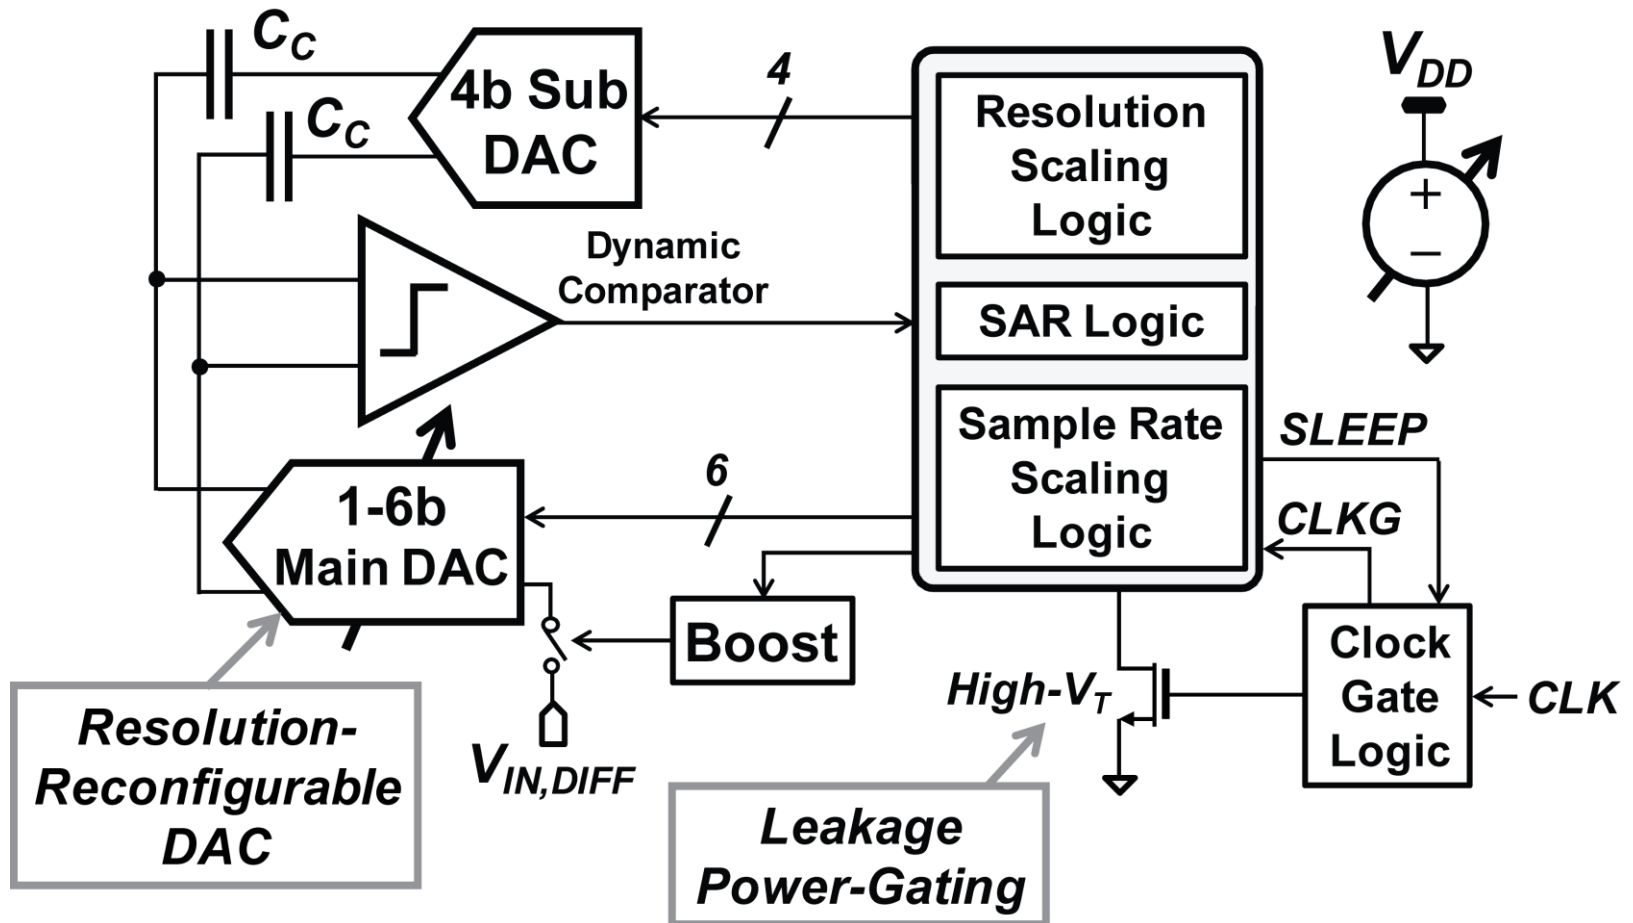 C_C
C_C
4b Sub
DAC
4
Resolution
Scaling
Logic
V_DD
+
−
Dynamic
Comparator
SAR Logic
Sample Rate
Scaling
Logic
SLEEP
CLKG
6
1-6b
Main DAC
Boost
High-V_T
Clock
Gate
Logic
CLK
V_IN,DIFF
Resolution-
Reconfigurable
DAC
Leakage
Power-Gating